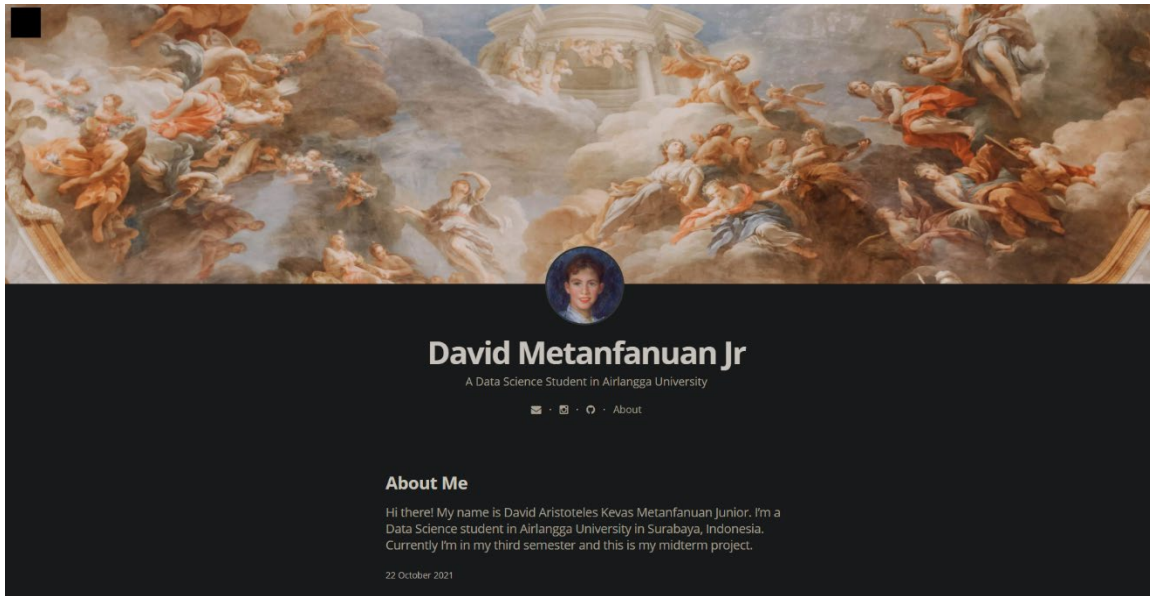 David Metanfanuan Jr
A Data Science Student in Airlangga University
· · · About
About Me
Hi there! My name is David Aristoteles Kevas Metanfanuan Junior. I'm a
Data Science student in Airlangga University in Surabaya, Indonesia.
Currently I'm in my third semester and this is my midterm project.
22 October 2021